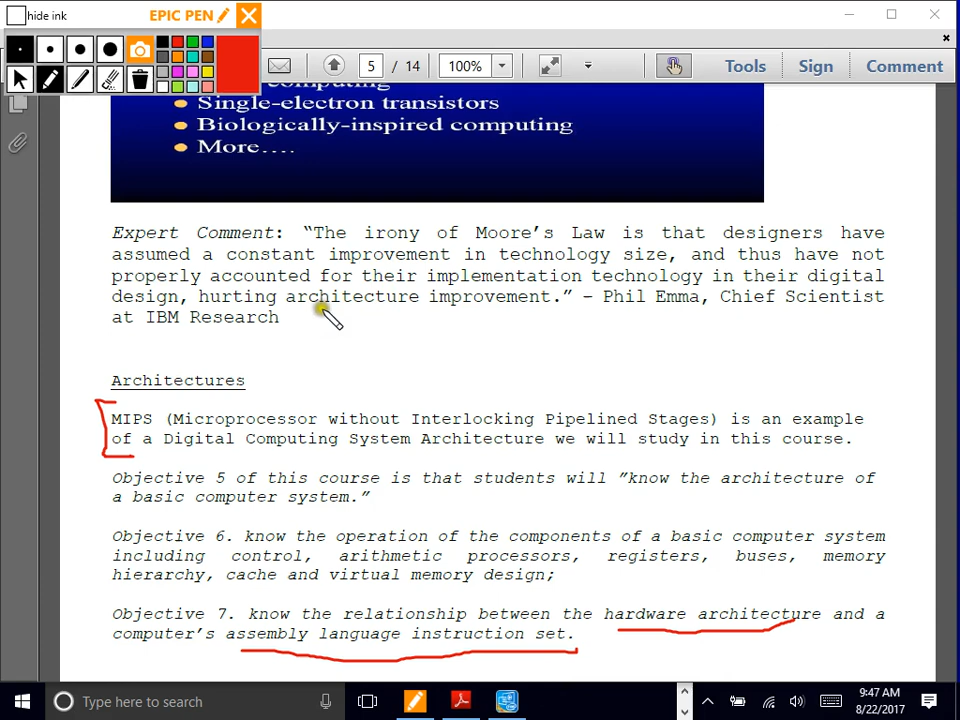 hide ink
EPIC PEN
5 / 14
100%
Tools
Sign
Comment
computing
Single-electron transistors
Biologically-inspired computing
More....
Expert Comment: “The irony of Moore’s Law is that designers have
assumed a constant improvement in technology size, and thus have not
properly accounted for their implementation technology in their digital
design, hurting architecture improvement.” – Phil Emma, Chief Scientist
at IBM Research
Architectures
MIPS (Microprocessor without Interlocking Pipelined Stages) is an example
of a Digital Computing System Architecture we will study in this course.
Objective 5 of this course is that students will ”know the architecture of
a basic computer system.”
Objective 6. know the operation of the components of a basic computer system
including control, arithmetic processors, registers, buses, memory
hierarchy, cache and virtual memory design;
Objective 7. know the relationship between the hardware architecture and a
computer’s assembly language instruction set.
Type here to search
9:47 AM
8/22/2017